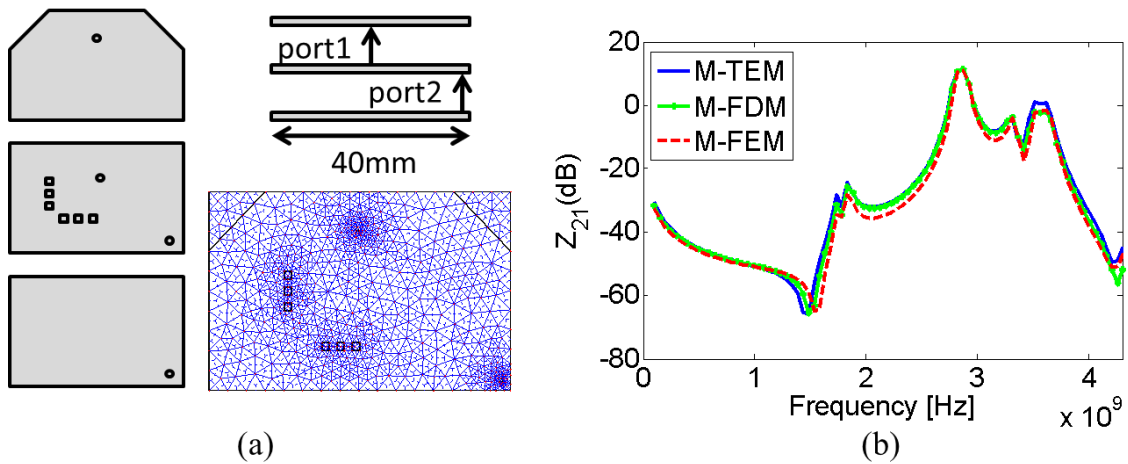 port1
port2
40mm
(a)
20
0
-20
-40
-60
-80
Z21(dB)
M-TEM
M-FDM
M-FEM
0 1 2 3 4
Frequency [Hz]
x 10^9
(b)